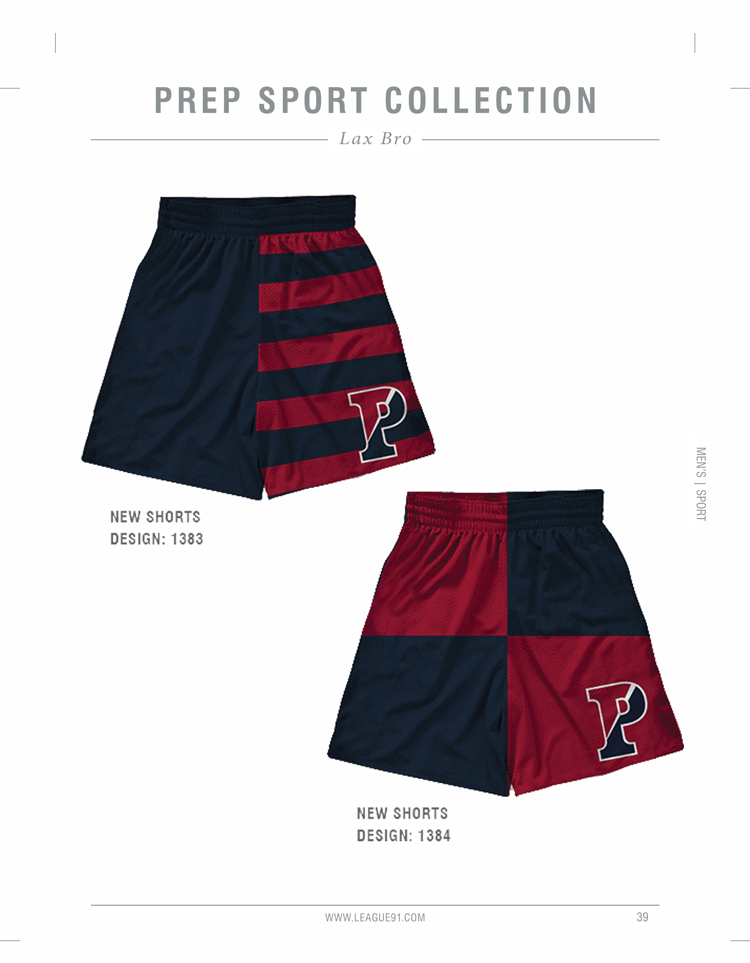 PREP SPORT COLLECTION
Lax Bro
P
NEW SHORTS
DESIGN: 1383
MEN'S | SPORT
P
NEW SHORTS
DESIGN: 1384
WWW.LEAGUE91.COM
39